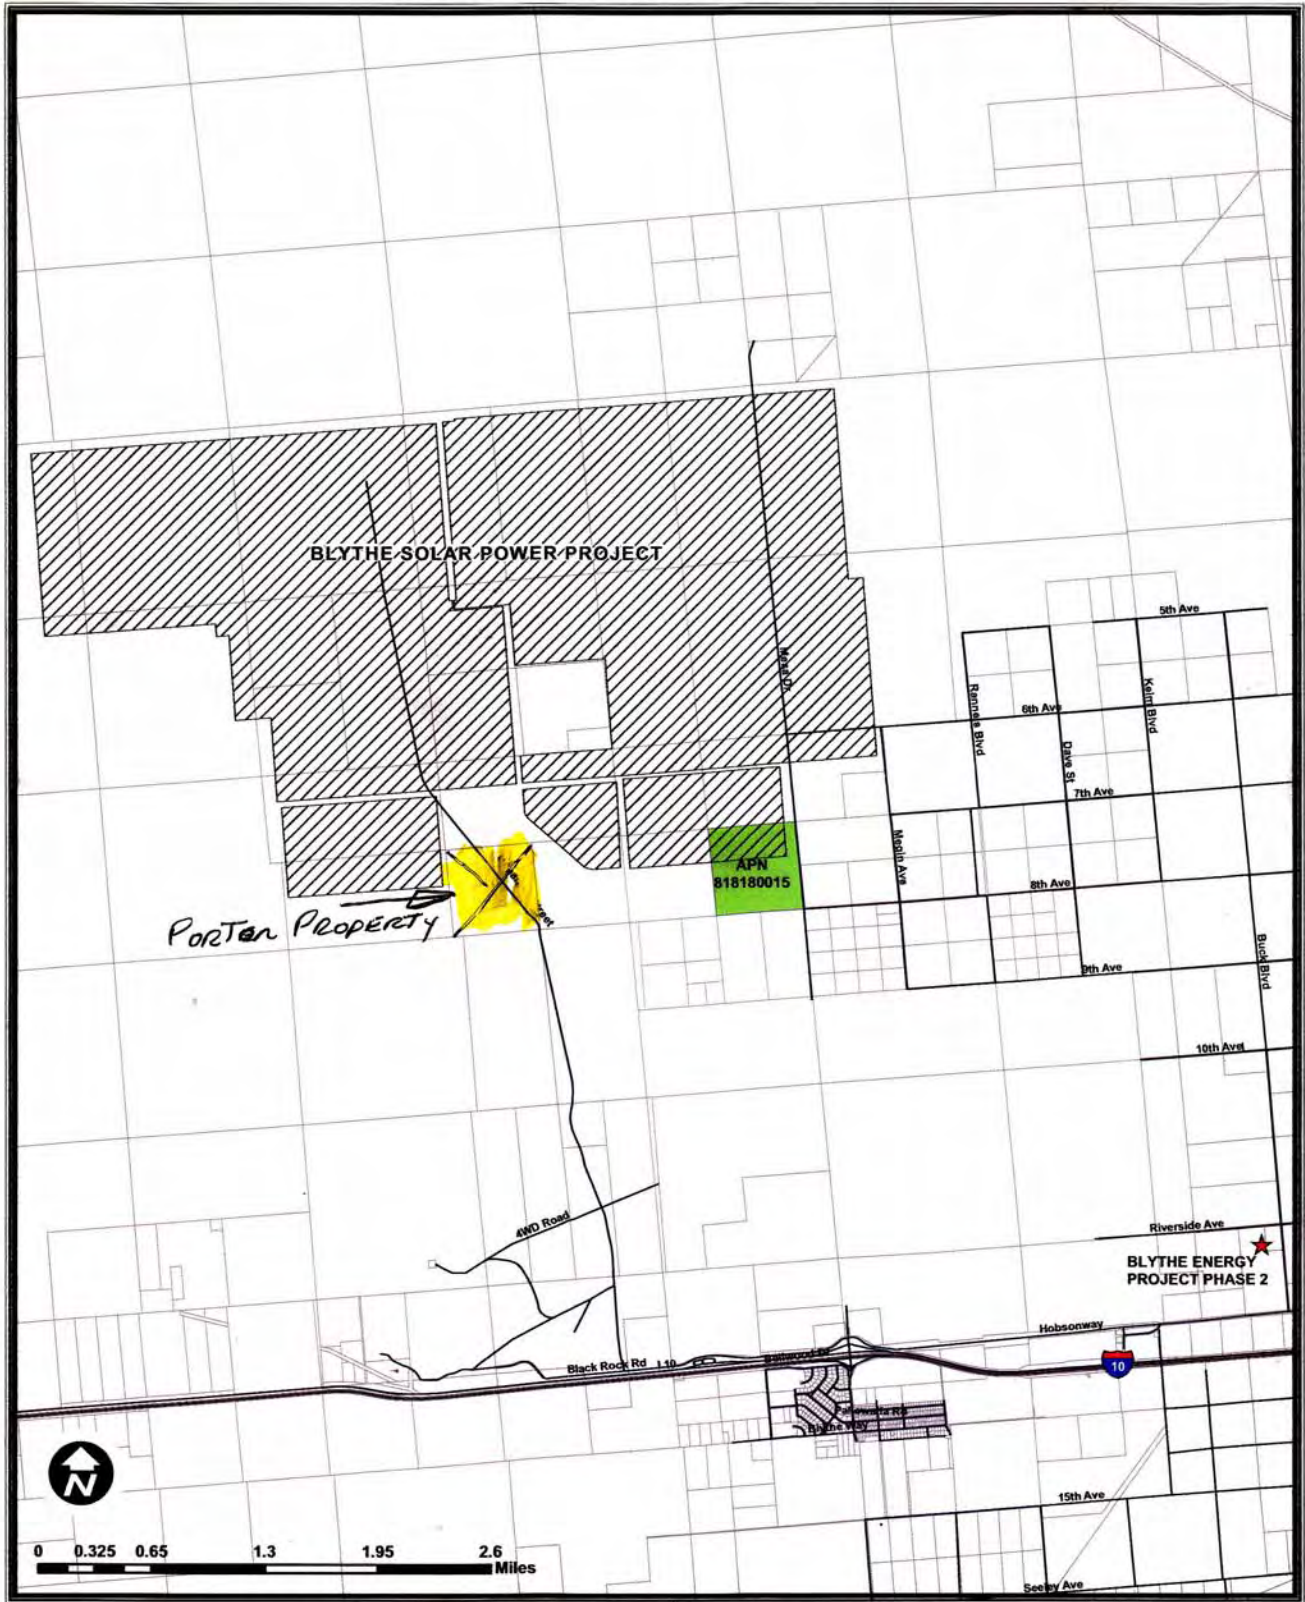 BLYTHE SOLAR POWER PROJECT
5th Ave
Mesa Dr.
Rannels Blvd
Keim Blvd
6th Ave
Dave St
7th Ave
APN
818180015
8th Ave
PORTER PROPERTY
9th Ave
Buck Blvd
10th Ave
4WD Road
Riverside Ave
BLYTHE ENERGY
PROJECT PHASE 2
Hobsonway
Black Rock Rd
I-10
10
Blythe Way
N
15th Ave
0 0.325 0.65 1.3 1.95 2.6
Miles
Seeley Ave